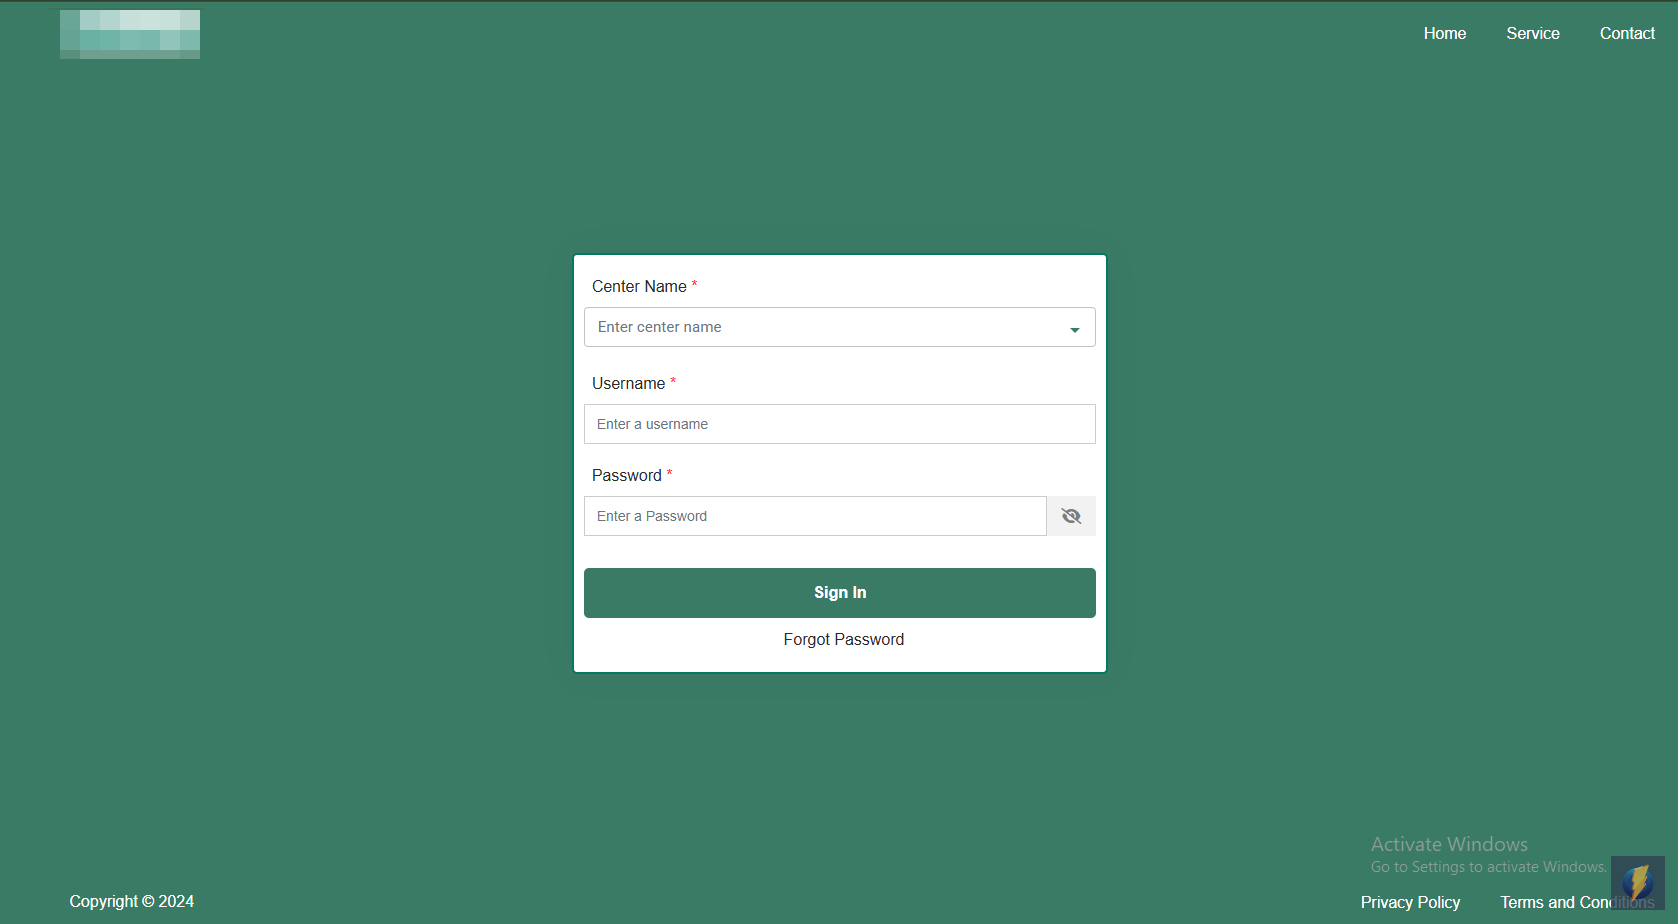 Home Service Contact
Center Name *
Enter center name
Username *
Enter a username
Password *
Enter a Password
Sign In
Forgot Password
Activate Windows
Go to Settings to activate Windows.
Copyright © 2024
Privacy Policy Terms and Conditions